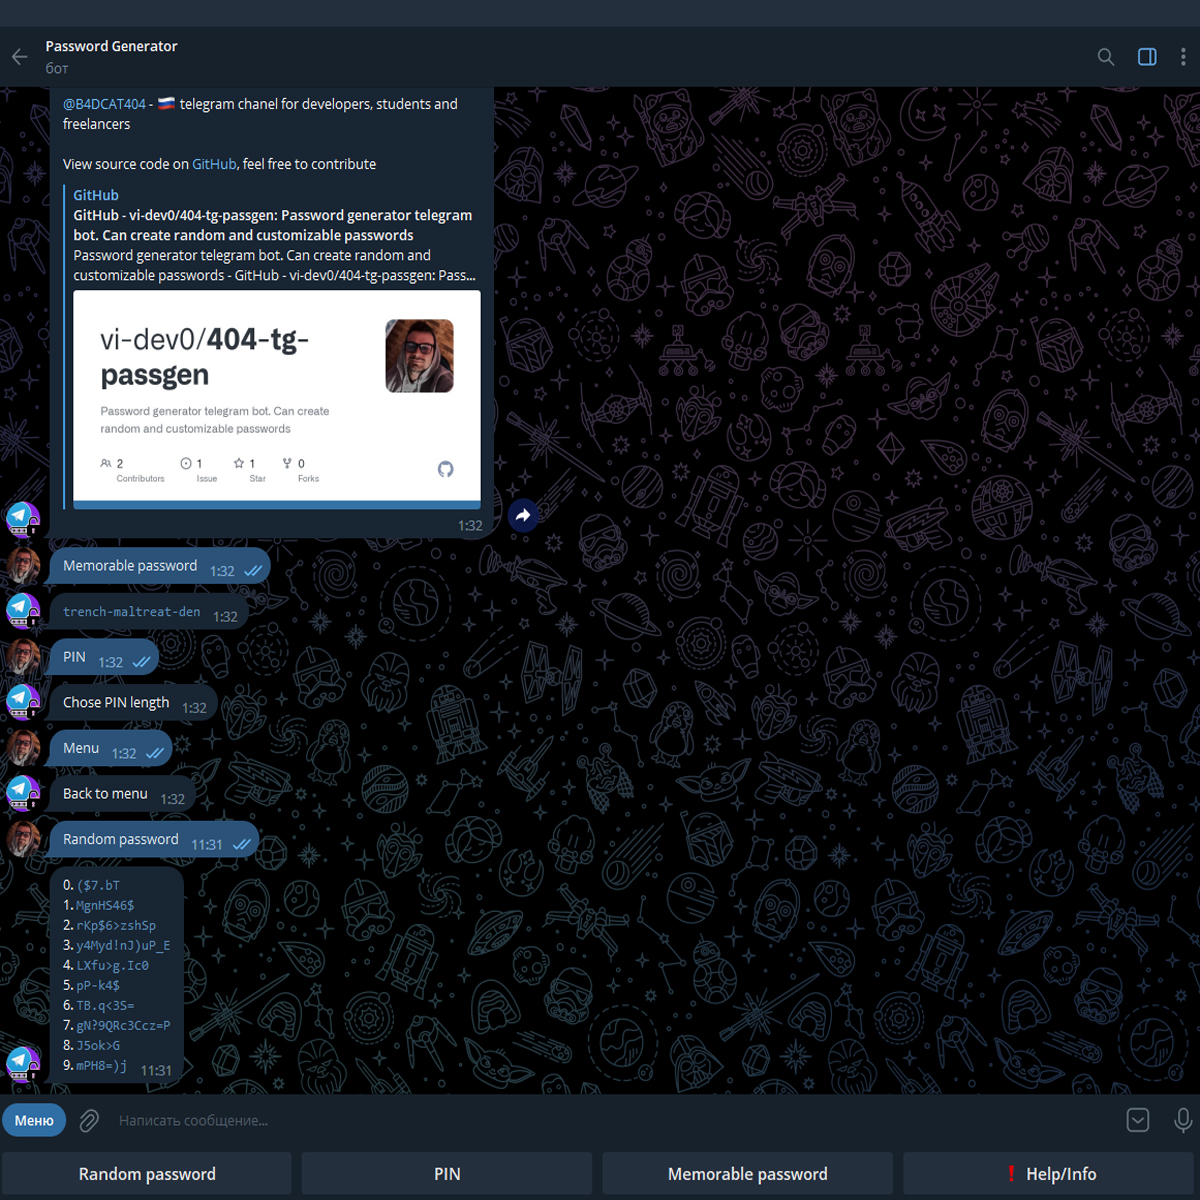 Password Generator
бот
@B4DCAT404 - 🇷🇺 telegram chanel for developers, students and
freelancers
View source code on GitHub, feel free to contribute
GitHub
GitHub - vi-dev0/404-tg-passgen: Password generator telegram
bot. Can create random and customizable passwords
Password generator telegram bot. Can create random and
customizable passwords - GitHub - vi-dev0/404-tg-passgen: Pass...
vi-dev0/404-tg-
passgen
Password generator telegram bot. Can create
random and customizable passwords
2 1 1 0
Contributors Issue Star Forks
1:32
Memorable password 1:32
trench-maltreat-den 1:32
PIN 1:32
Chose PIN length 1:32
Menu 1:32
Back to menu 1:32
Random password 11:31
0. ($7.bT
1. MgnHS46$
2. rKp$6>zshSp
3. y4Myd!nJ)uP_E
4. LXfu>g.Ic0
5. pP-k4$
6. TB.q<3S=
7. gN?9QRc3Ccz=P
8. J5ok>G
9. mPH8=)j 11:31
Меню Написать сообщение...
Random password PIN Memorable password ❗ Help/Info